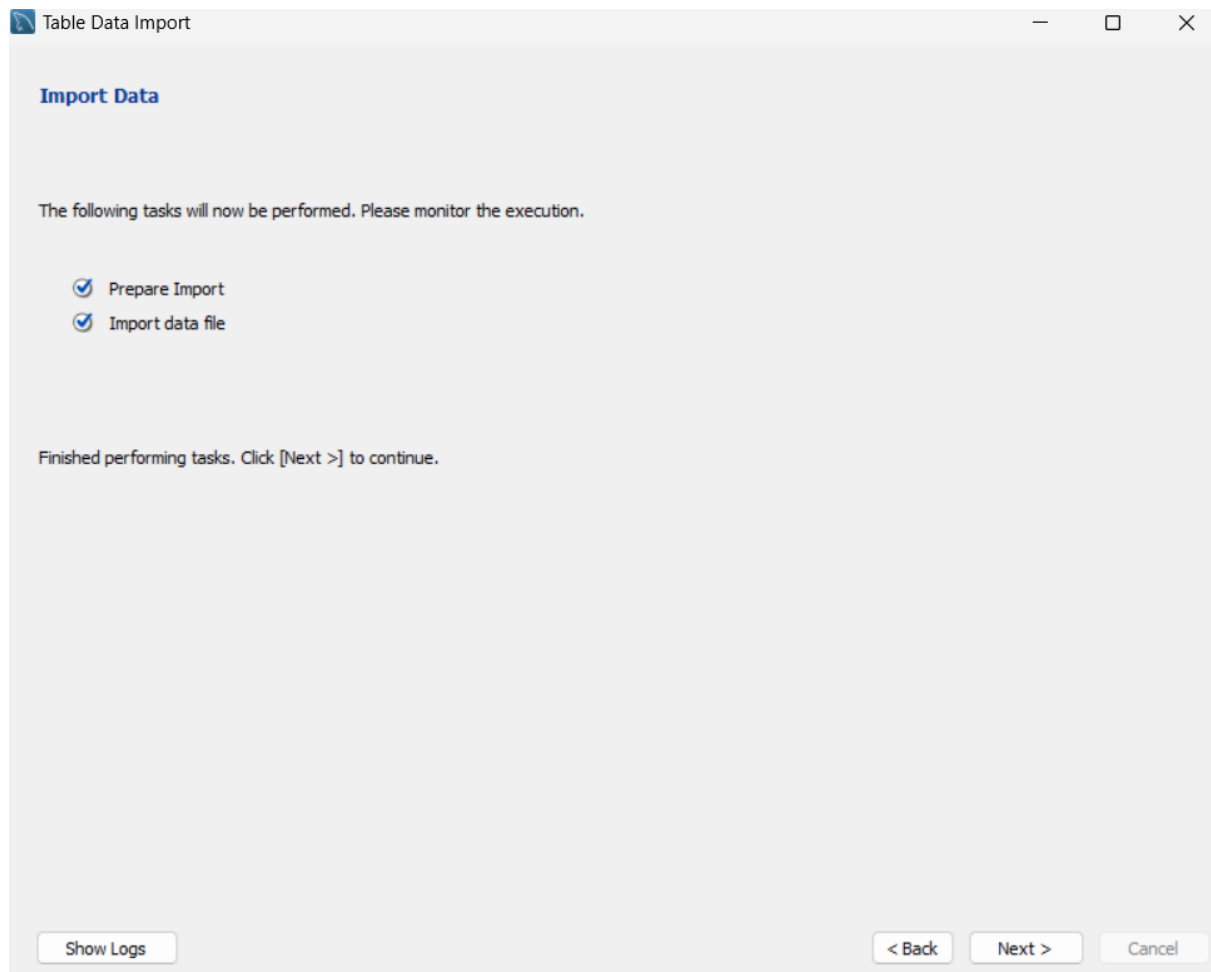 Table Data Import
Import Data
The following tasks will now be performed. Please monitor the execution.
Prepare Import
Import data file
Finished performing tasks. Click [Next >] to continue.
Show Logs
< Back
Next >
Cancel